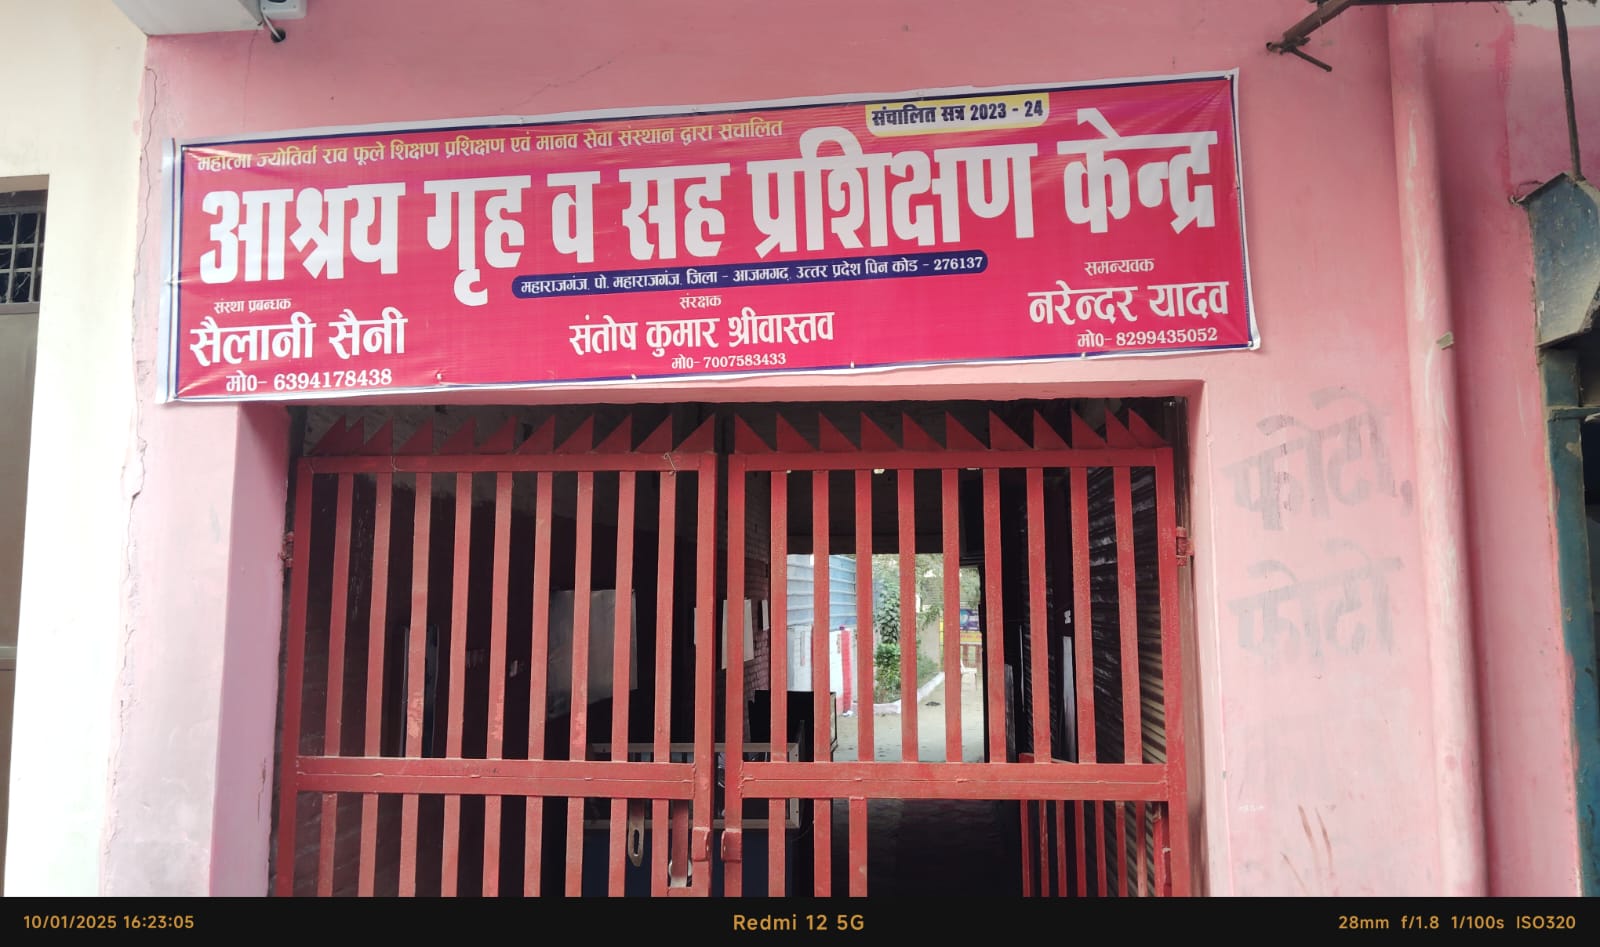 संचालित सत्र 2023 - 24
महात्मा ज्योतिर्वा राव फूले शिक्षण प्रशिक्षण एवं मानव सेवा संस्थान द्वारा संचालित
आश्रय गृह व सह प्रशिक्षण केन्द्र
महाराजगंज, पो. महाराजगंज, जिला - आजमगढ़, उत्तर प्रदेश पिन कोड - 276137
संस्था प्रबन्धक
सैलानी सैनी
मो0- 6394178438
संरक्षक
संतोष कुमार श्रीवास्तव
मो0- 7007583433
समन्यवक
नरेन्दर यादव
मो0- 8299435052
फोटो,
फोटो
10/01/2025 16:23:05
Redmi 12 5G
28mm f/1.8 1/100s ISO320